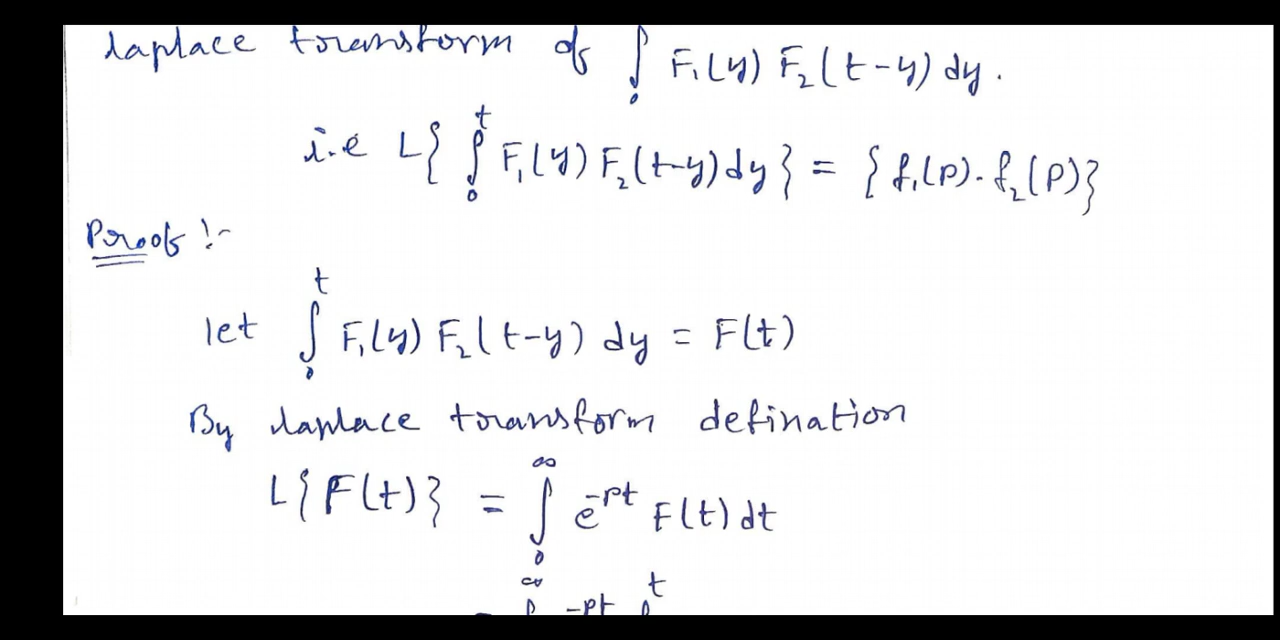 laplace transform of ∫₀ F₁(y) F₂(t-y) dy.
i.e L{ ∫₀ᵗ F₁(y) F₂(t-y) dy } = { f₁(p). f₂(p)}
Proof :-
let ∫₀ᵗ F₁(y) F₂(t-y) dy = F(t)
By laplace transform defination
L{F(t)} = ∫₀^∞ e^-pt F(t) dt